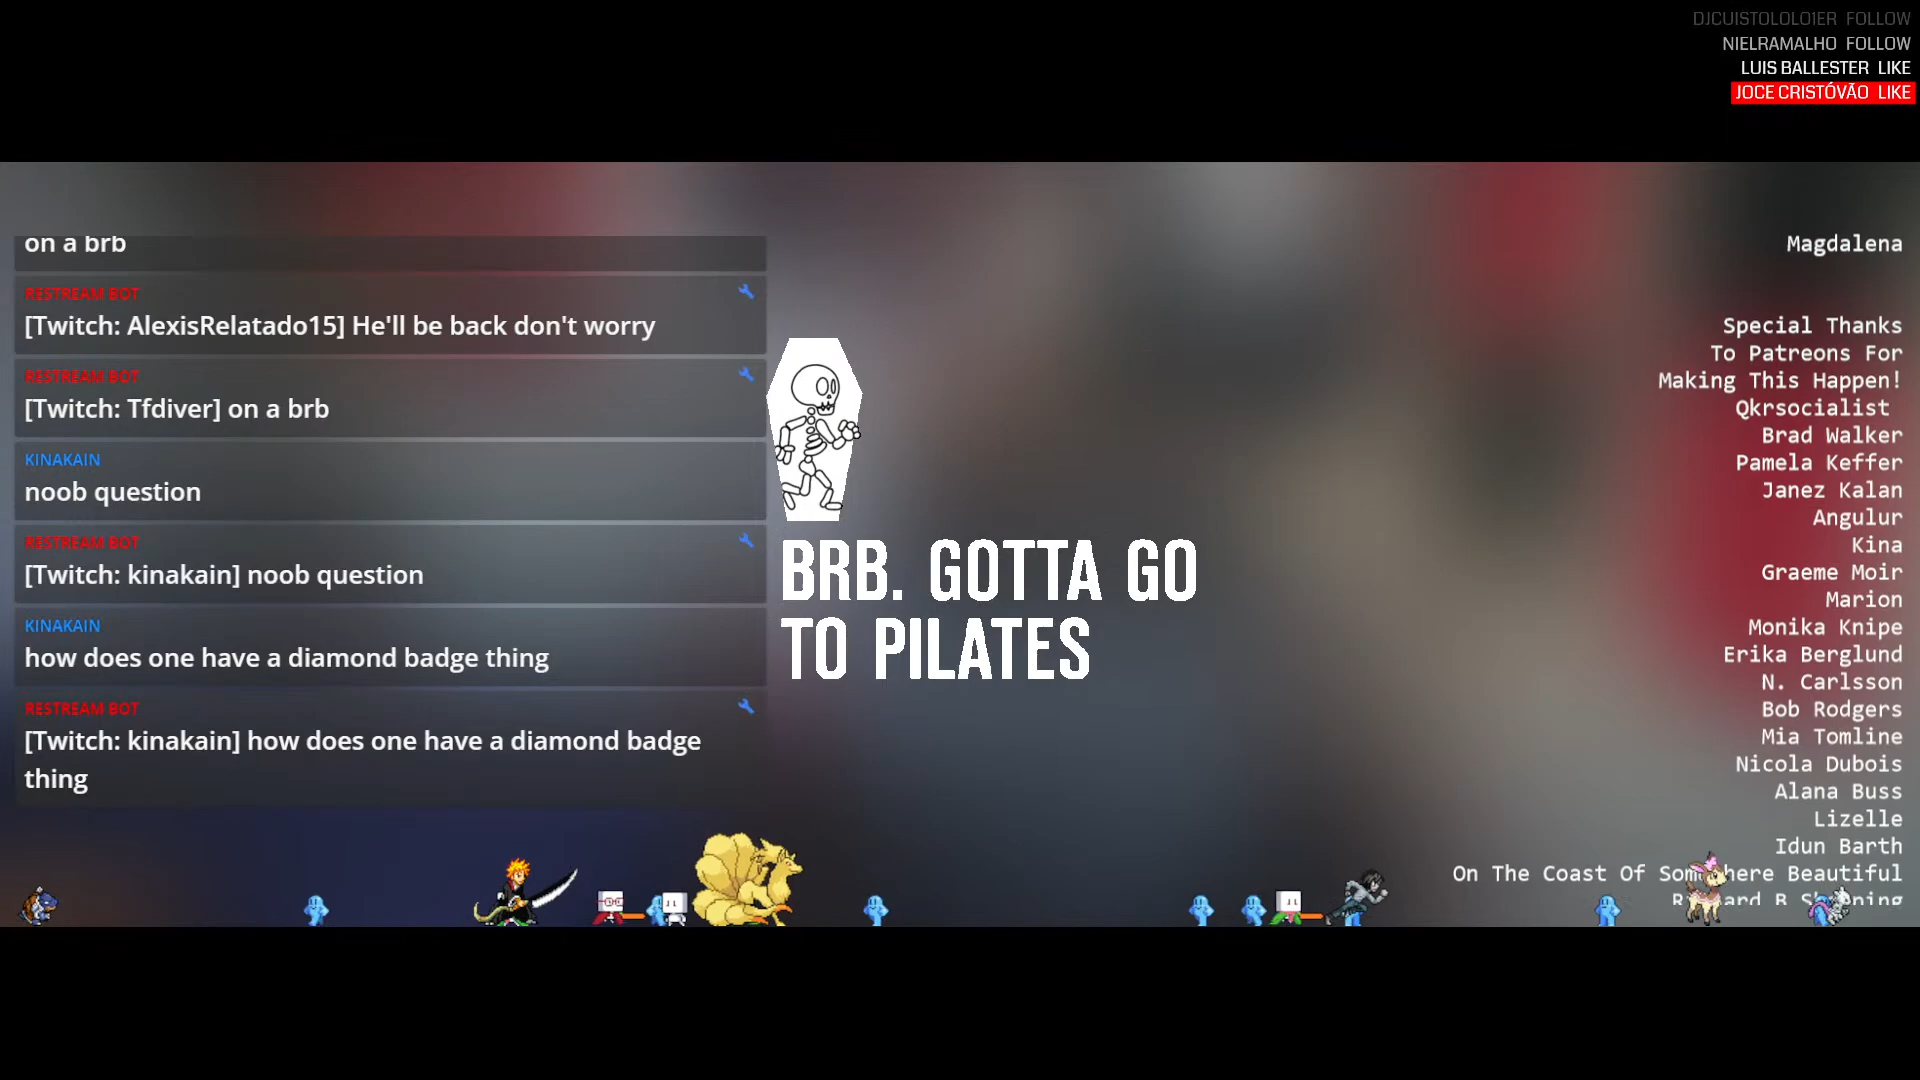 DJCUISTOLOLO1ER FOLLOW
NIELRAMALHO FOLLOW
LUIS BALLESTER LIKE
JOCE CRISTÓVÃO LIKE
on a brb
RESTREAM BOT
[Twitch: AlexisRelatado15] He'll be back don't worry
RESTREAM BOT
[Twitch: Tfdiver] on a brb
KINAKAIN
noob question
RESTREAM BOT
[Twitch: kinakain] noob question
KINAKAIN
how does one have a diamond badge thing
RESTREAM BOT
[Twitch: kinakain] how does one have a diamond badge
thing
BRB. GOTTA GO
TO PILATES
Magdalena
Special Thanks
To Patreons For
Making This Happen!
Qkrsocialist
Brad Walker
Pamela Keffer
Janez Kalan
Angulur
Kina
Graeme Moir
Marion
Monika Knipe
Erika Berglund
N. Carlsson
Bob Rodgers
Mia Tomline
Nicola Dubois
Alana Buss
Lizelle
Idun Barth
On The Coast Of Somewhere Beautiful
B